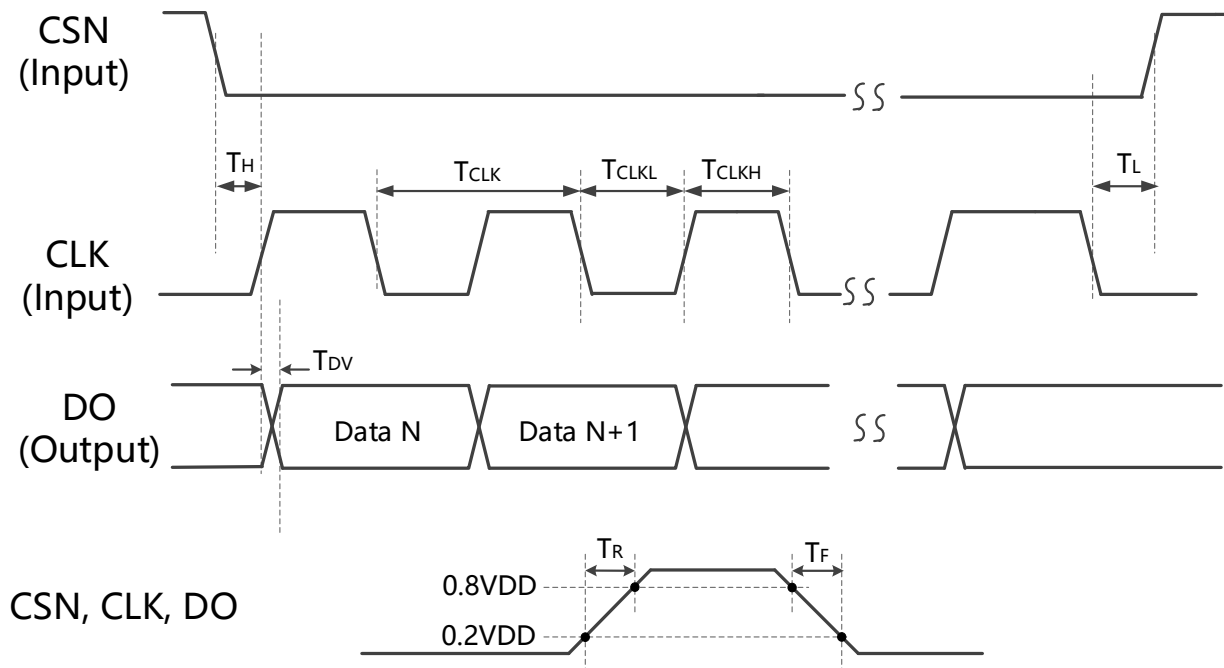 CSN
(Input)
TH
TCLK
TCLKL
TCLKH
TL
CLK
(Input)
TDV
DO
(Output)
Data N
Data N+1
TR
TF
0.8VDD
CSN, CLK, DO
0.2VDD